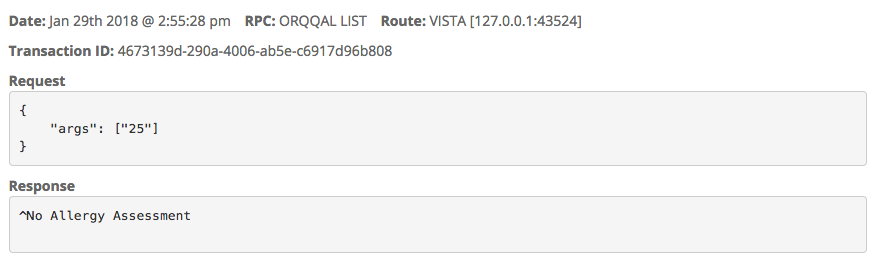 Date: Jan 29th 2018 @ 2:55:28 pm RPC: ORQQAL LIST Route: VISTA [127.0.0.1:43524]
Transaction ID: 4673139d-290a-4006-ab5e-c6917d96b808
Request
{
    "args": ["25"]
}
Response
^No Allergy Assessment